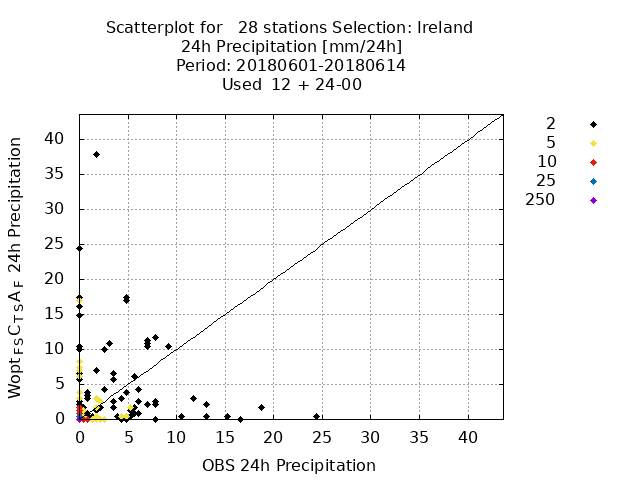 Scatterplot for 28 stations Selection: Ireland
24h Precipitation [mm/24h]
Period: 20180601-20180614
Used 12 + 24-00
2
5
10
25
250
Wopt FS C T S A F 24h Precipitation
40
35
30
25
20
15
10
5
0
0 5 10 15 20 25 30 35 40
OBS 24h Precipitation